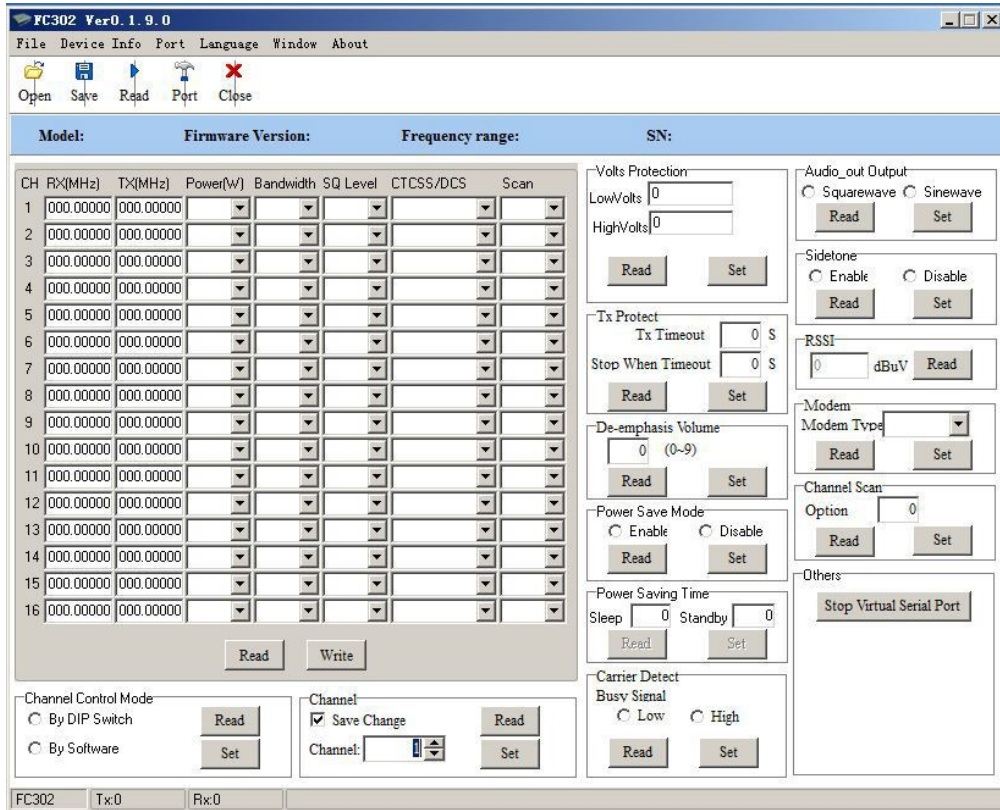 FC302 Ver0.1.9.0
File Device Info Port Language Window About
Open Save Read Port Close
Model: Firmware Version: Frequency range: SN:
CH RX(MHz) TX(MHz) Power(W) Bandwidth SQ Level CTCSS/DCS Scan
1 000.00000 000.00000
2 000.00000 000.00000
3 000.00000 000.00000
4 000.00000 000.00000
5 000.00000 000.00000
6 000.00000 000.00000
7 000.00000 000.00000
8 000.00000 000.00000
9 000.00000 000.00000
10 000.00000 000.00000
11 000.00000 000.00000
12 000.00000 000.00000
13 000.00000 000.00000
14 000.00000 000.00000
15 000.00000 000.00000
16 000.00000 000.00000
Read Write
Channel Control Mode
By DIP Switch Read
By Software Set
Channel
Save Change Read
Channel: 1 Set
Volts Protection
LowVolts 0
HighVolts 0
Read Set
Tx Protect
Tx Timeout 0 S
Stop When Timeout 0 S
Read Set
De-emphasis Volume
0 (0~9)
Read Set
Power Save Mode
Enable Disable
Read Set
Power Saving Time
Sleep 0 Standby 0
Read Set
Carrier Detect
Busy Signal
Low High
Read Set
Audio_out Output
Squarewave Sinewave
Read Set
Sidetone
Enable Disable
Read Set
RSSI
0 dBuV Read
Modem
Modem Type
Read Set
Channel Scan
Option 0
Read Set
Others
Stop Virtual Serial Port
FC302 Tx:0 Rx:0